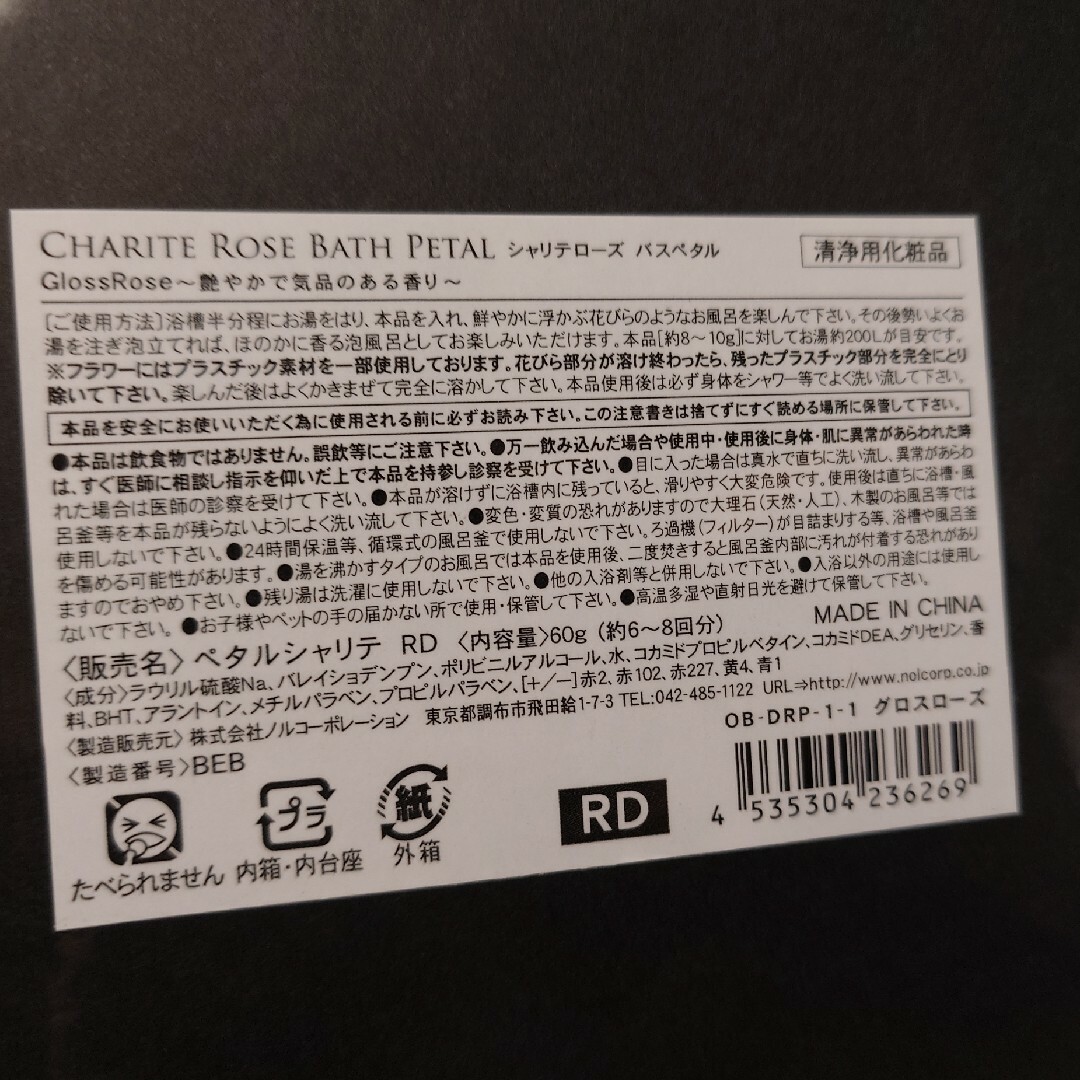 CHARITE ROSE BATH PETAL シャリテローズ バスペタル
清浄用化粧品
GlossRose～艶やかで気品のある香り～
[ご使用方法]浴槽半分程にお湯をはり、本品を入れ、鮮やかに浮かぶ花びらのようなお風呂を楽しんで下さい。その後勢いよくお
湯を注ぎ泡立てれば、ほのかに香る泡風呂としてお楽しみいただけます。本品[約8～10g]に対してお湯約200Lが目安です。
※フラワーにはプラスチック素材を一部使用しております。花びら部分が溶け終わったら、残ったプラスチック部分を完全にとり
除いて下さい。楽しんだ後はよくかきまぜて完全に溶かして下さい。本品使用後は必ず身体をシャワー等でよく洗い流して下さい。
本品を安全にお使いいただく為に使用される前に必ずお読み下さい。この注意書きは捨てずにすぐ読める場所に保管して下さい。
●本品は飲食物ではありません。誤飲等にご注意下さい。●万一飲み込んだ場合や使用中・使用後に身体・肌に異常があらわれた時
は、すぐ医師に相談し指示を仰いだ上で本品を持参し診察を受けて下さい。●目に入った場合は真水で直ちに洗い流し、異常があらわ
れた場合は医師の診察を受けて下さい。●本品が溶けずに浴槽内に残っていると、滑りやすく大変危険です。使用後は直ちに浴槽・風
呂釜等を本品が残らないようによく洗い流して下さい。●変色・変質の恐れがありますので大理石(天然・人工)、木製のお風呂等では
使用しないで下さい。●24時間保温等、循環式の風呂釜で使用しないで下さい。ろ過機(フィルター)が目詰まりする等、浴槽や風呂釜
を傷める可能性があります。●湯を沸かすタイプのお風呂では本品を使用後、二度焚きすると風呂釜内部に汚れが付着する恐れがあり
ますのでおやめ下さい。●残り湯は洗濯に使用しないで下さい。●他の入浴剤等と併用しないで下さい。●入浴以外の用途には使用し
ないで下さい。●お子様やペットの手の届かない所で使用・保管して下さい。●高温多湿や直射日光を避けて保管して下さい。
〈販売名〉ペタルシャリテ RD 〈内容量〉60g (約6～8回分) MADE IN CHINA
〈成分〉ラウリル硫酸Na、バレイショデンプン、ポリビニルアルコール、水、コカミドプロピルベタイン、コカミドDEA、グリセリン、香
料、BHT、アラントイン、メチルパラベン、プロピルパラベン、[+/−]赤2、赤102、赤227、黄4、青1
〈製造販売元〉株式会社ノルコーポレーション 東京都調布市飛田給1-7-3 TEL:042-485-1122 URL⇒http://www.nolcorp.co.jp
〈製造番号〉BEB
OB-DRP-1-1 グロスローズ
たべられません
プラ
内箱・内台座
紙
外箱
RD
4 535304 236269